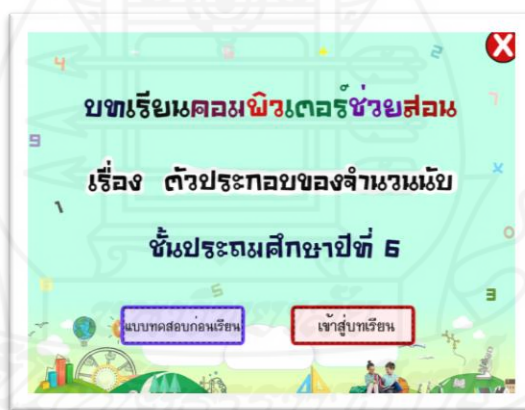 X
บทเรียนคอมพิวเตอร์ช่วยสอน
เรื่อง ตัวประกอบของจำนวนนับ
ชั้นประถมศึกษาปีที่ 6
แบบทดสอบก่อนเรียน
เข้าสู่บทเรียน